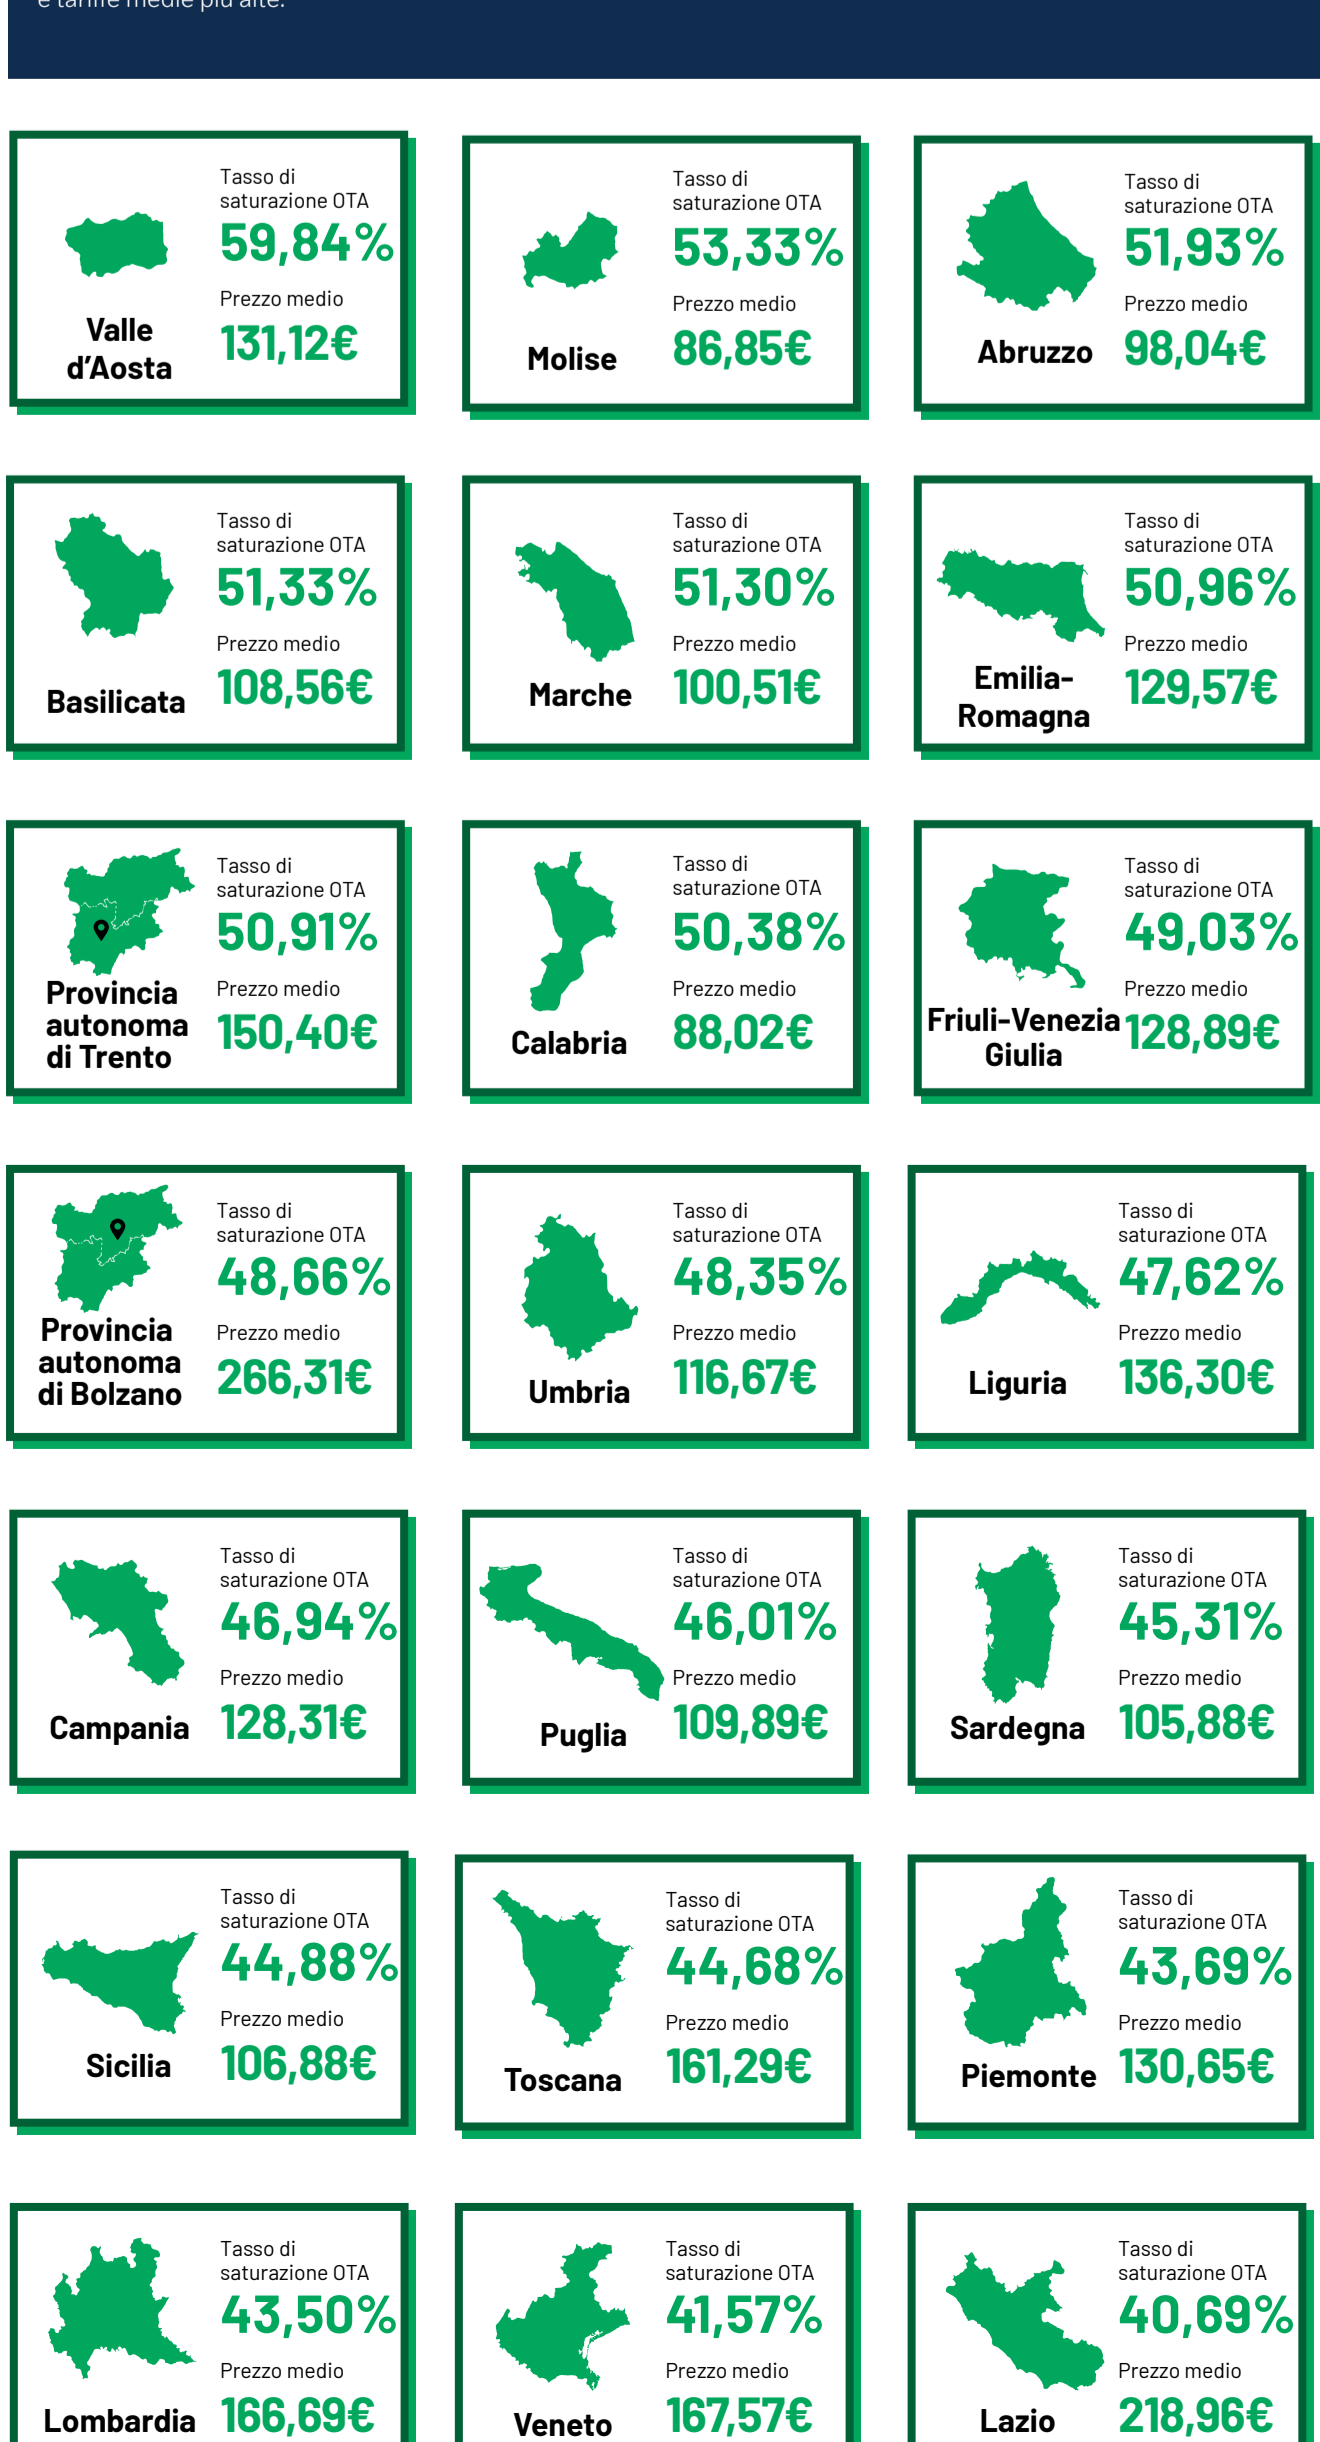 e tariffe medie più alte.
Tasso di
saturazione OTA
59,84%
Prezzo medio
131,12€
Valle
d'Aosta
Tasso di
saturazione OTA
53,33%
Prezzo medio
86,85€
Molise
Tasso di
saturazione OTA
51,93%
Prezzo medio
98,04€
Abruzzo
Tasso di
saturazione OTA
51,33%
Prezzo medio
108,56€
Basilicata
Tasso di
saturazione OTA
51,30%
Prezzo medio
100,51€
Marche
Tasso di
saturazione OTA
50,96%
Prezzo medio
129,57€
Emilia-
Romagna
Tasso di
saturazione OTA
50,91%
Prezzo medio
150,40€
Provincia
autonoma
di Trento
Tasso di
saturazione OTA
50,38%
Prezzo medio
88,02€
Calabria
Tasso di
saturazione OTA
49,03%
Prezzo medio
128,89€
Friuli-Venezia
Giulia
Tasso di
saturazione OTA
48,66%
Prezzo medio
266,31€
Provincia
autonoma
di Bolzano
Tasso di
saturazione OTA
48,35%
Prezzo medio
116,67€
Umbria
Tasso di
saturazione OTA
47,62%
Prezzo medio
136,30€
Liguria
Tasso di
saturazione OTA
46,94%
Prezzo medio
128,31€
Campania
Tasso di
saturazione OTA
46,01%
Prezzo medio
109,89€
Puglia
Tasso di
saturazione OTA
45,31%
Prezzo medio
105,88€
Sardegna
Tasso di
saturazione OTA
44,88%
Prezzo medio
106,88€
Sicilia
Tasso di
saturazione OTA
44,68%
Prezzo medio
161,29€
Toscana
Tasso di
saturazione OTA
43,69%
Prezzo medio
130,65€
Piemonte
Tasso di
saturazione OTA
43,50%
Prezzo medio
166,69€
Lombardia
Tasso di
saturazione OTA
41,57%
Prezzo medio
167,57€
Veneto
Tasso di
saturazione OTA
40,69%
Prezzo medio
218,96€
Lazio